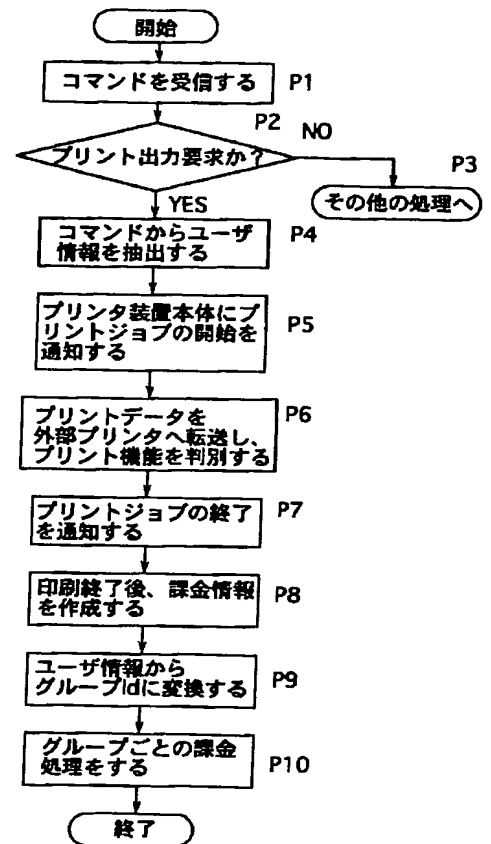 開始
コマンドを受信する
P1
P2
プリント出力要求か?
NO
P3
その他の処理へ
YES
コマンドからユーザ
情報を抽出する
P4
プリンタ装置本体にプ
リントジョブの開始を
通知する
P5
プリントデータを
外部プリンタへ転送し、
プリント機能を判別する
P6
プリントジョブの終了
を通知する
P7
印刷終了後、課金情報
を作成する
P8
ユーザ情報から
グループIdに変換する
P9
グループごとの課金
処理をする
P10
終了